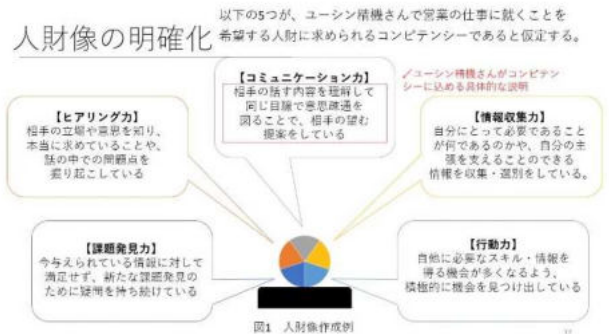 人財像の明確化
以下の5つが、ユーシン精機さんで営業の仕事に就くことを
希望する人財に求められるコンピテンシーであると仮定する。
【コミュニケーション力】
相手の話す内容を理解して
同じ目線で意思疎通を
図ることで、相手の望む
提案をしている
✓ユーシン精機さんがコンピテン
シーに込める具体的な説明
【ヒアリング力】
相手の立場や意思を知り、
本当に求めていることや、
話の中での問題点を
掘り起こしている
【情報収集力】
自分にとって必要であること
が何であるのかや、自分の主
張を支えることのできる
情報を収集・選別をしている。
【課題発見力】
今与えられている情報に対して
満足せず、新たな課題発見の
ために疑問を持ち続けている
【行動力】
自他に必要なスキル・情報を
得る機会が多くなるよう、
積極的に機会を見つけ出している
図1 人財像作成例